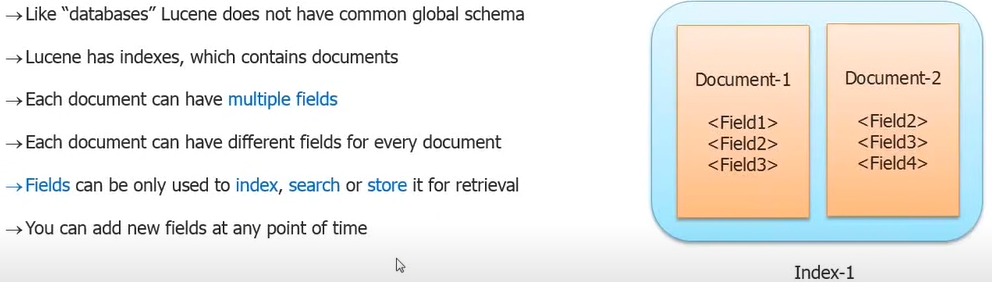 →Like “databases” Lucene does not have common global schema
→Lucene has indexes, which contains documents
→Each document can have multiple fields
→Each document can have different fields for every document
→Fields can be only used to index, search or store it for retrieval
→You can add new fields at any point of time
Document-1
<Field1>
<Field2>
<Field3>
Document-2
<Field2>
<Field3>
<Field4>
Index-1